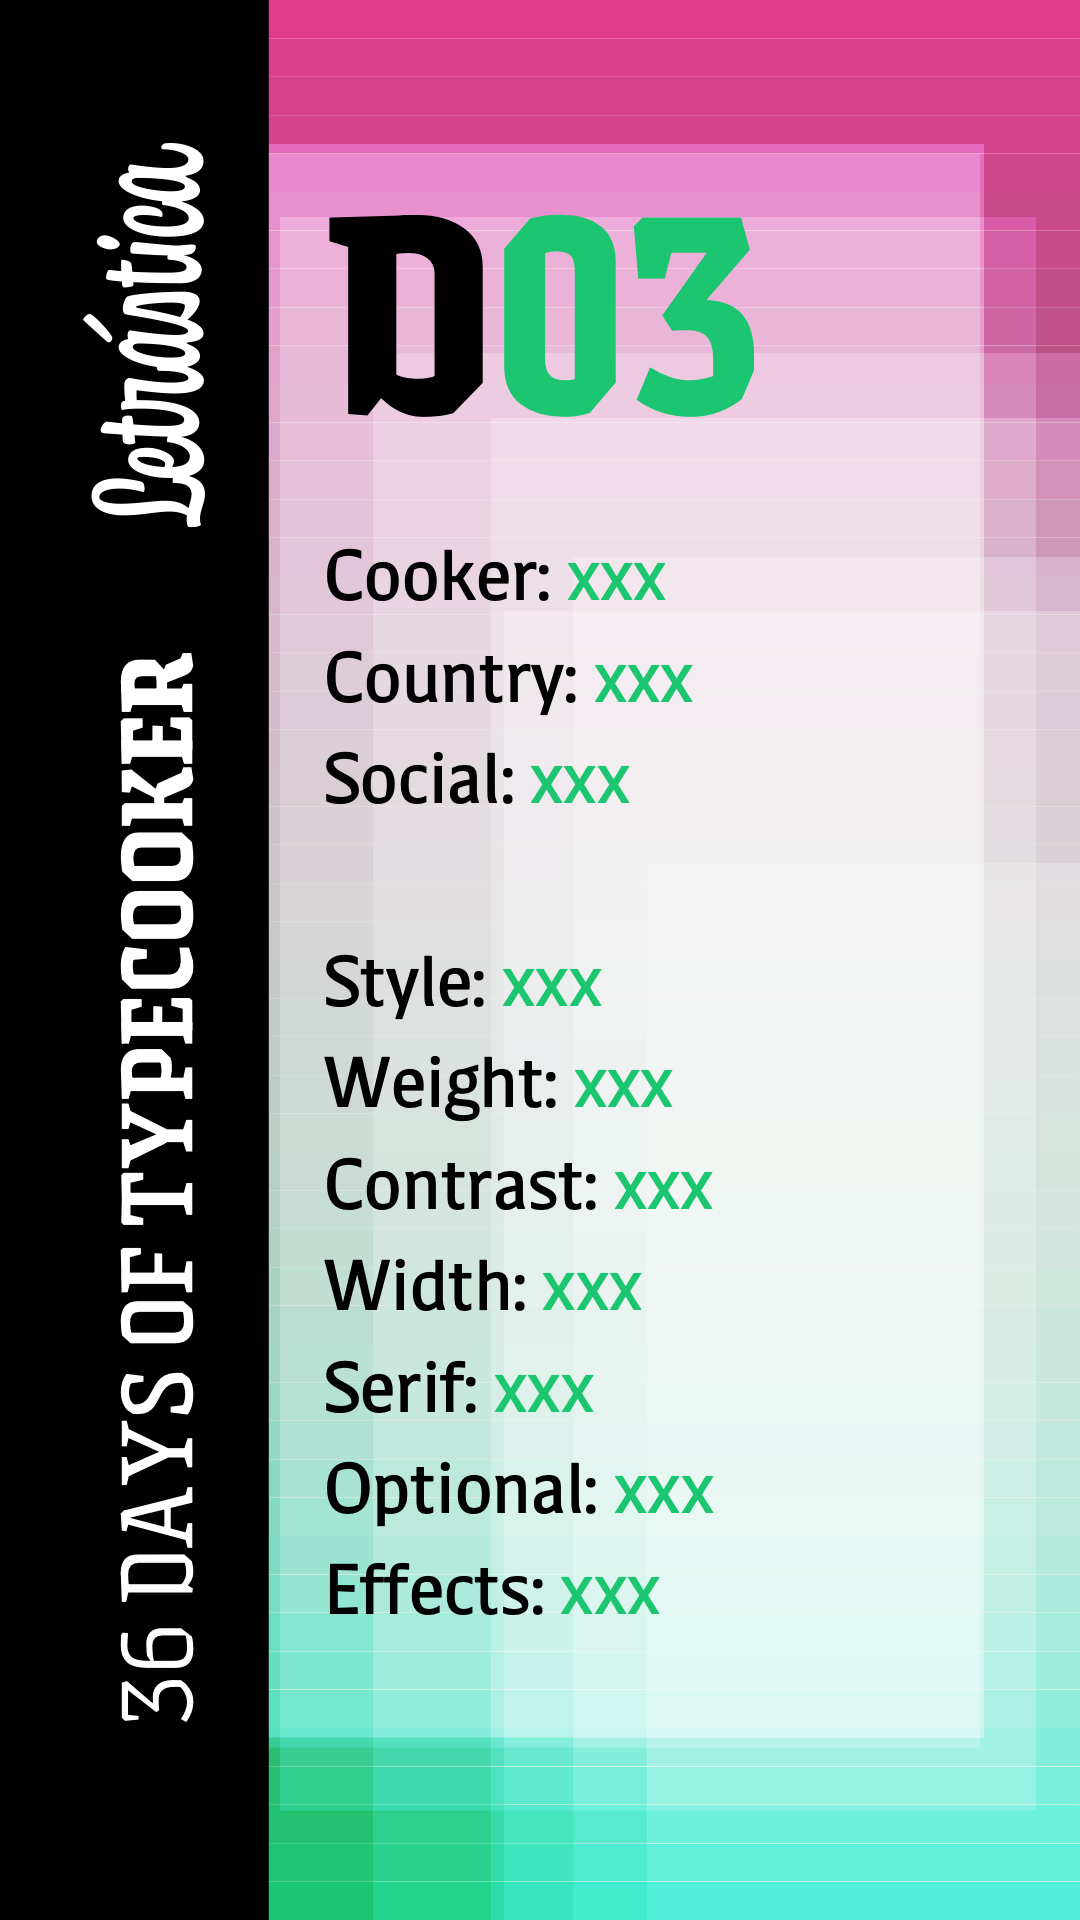 Letrástica
36 DAYS OF TYPECOOKER
D03
Cooker: xxx
Country: xxx
Social: xxx
Style: xxx
Weight: xxx
Contrast: xxx
Width: xxx
Serif: xxx
Optional: xxx
Effects: xxx